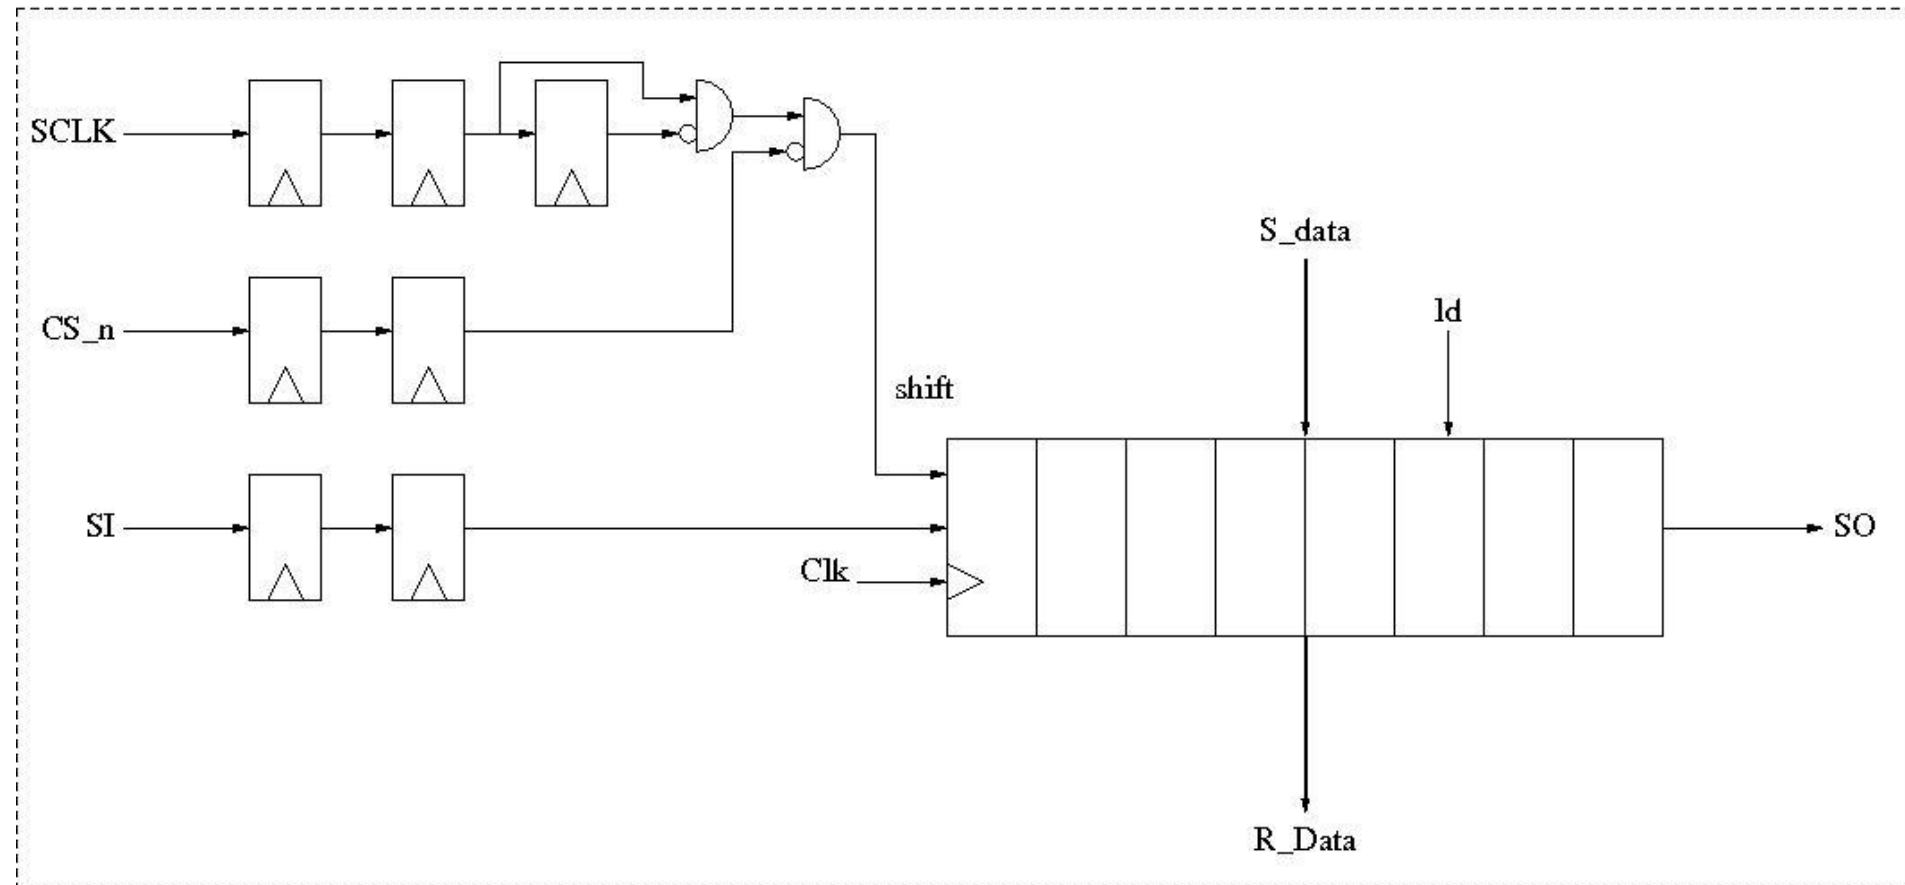 SCLK
S_data
ld
CS_n
shift
SI
SO
Clk
R_Data